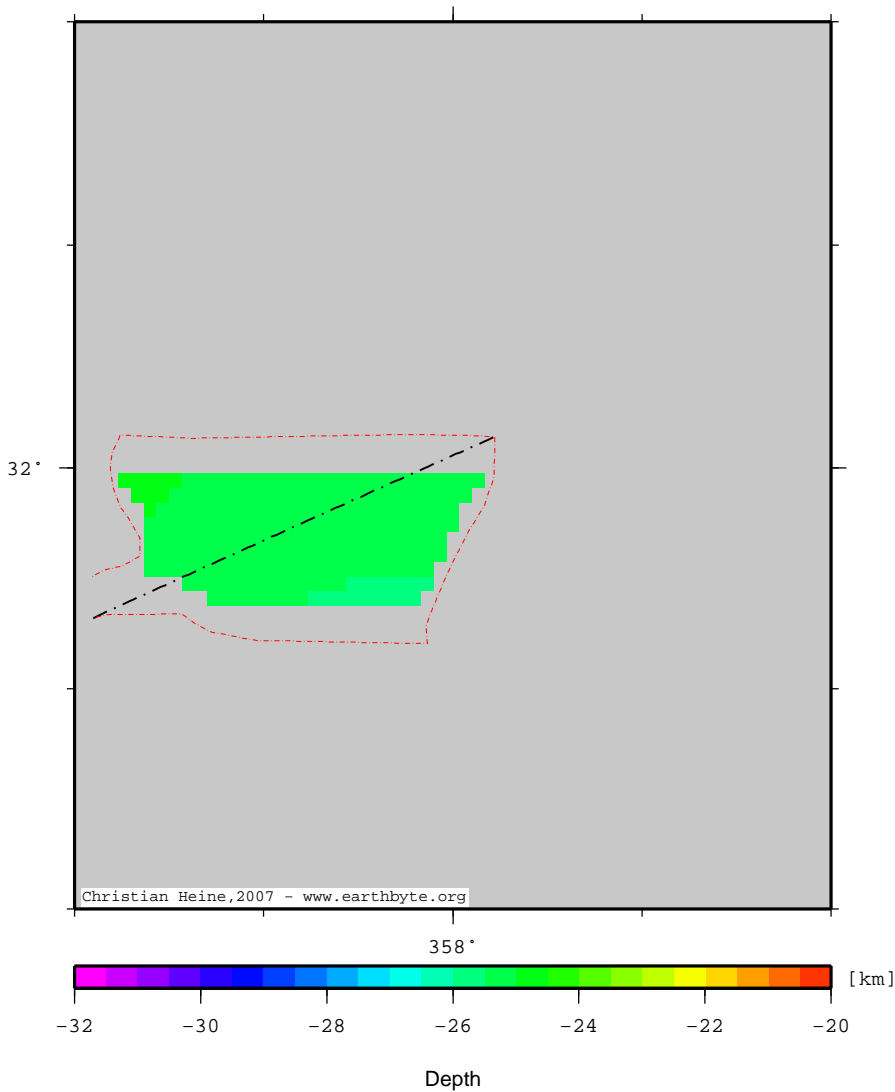 32°
Christian Heine,2007 - www.earthbyte.org
358°
[km]
-32 -30 -28 -26 -24 -22 -20
Depth